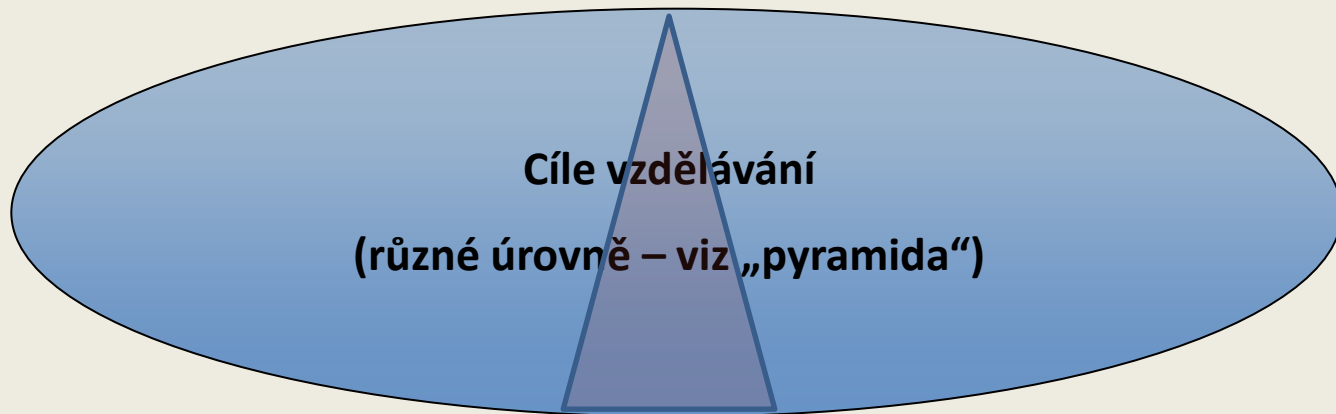 Cíle vzdělávání
(různé úrovně – viz „pyramida“)